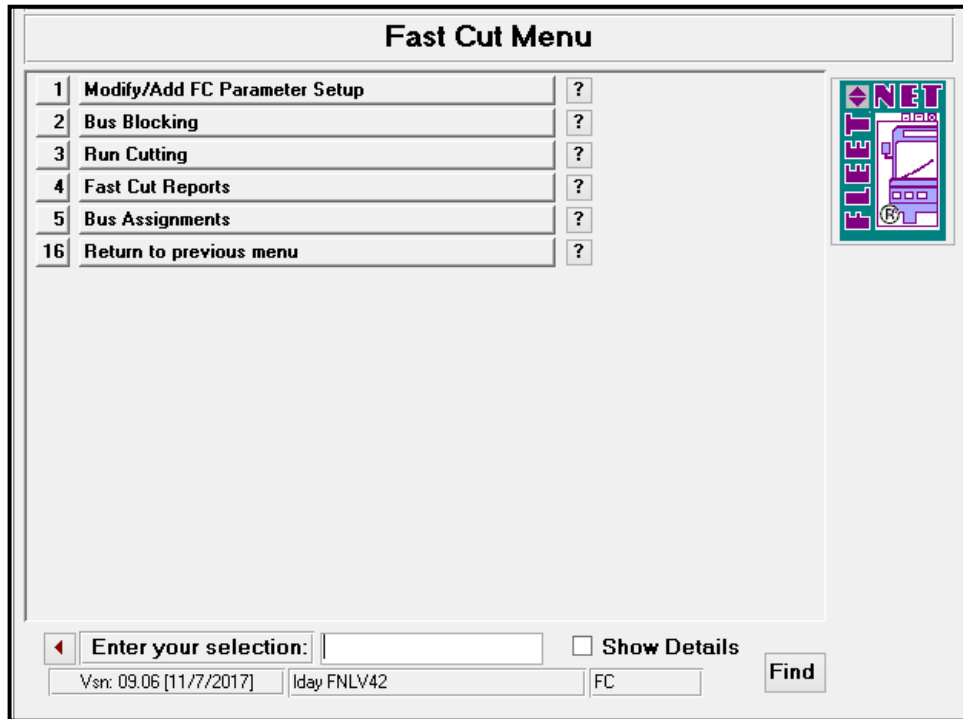 Fast Cut Menu
1 Modify/Add FC Parameter Setup ?
2 Bus Blocking ?
3 Run Cutting ?
4 Fast Cut Reports ?
5 Bus Assignments ?
16 Return to previous menu ?
FLEET NET
®
Enter your selection: Show Details
Vsn: 09.06 [11/7/2017] lday FNLV42 FC Find